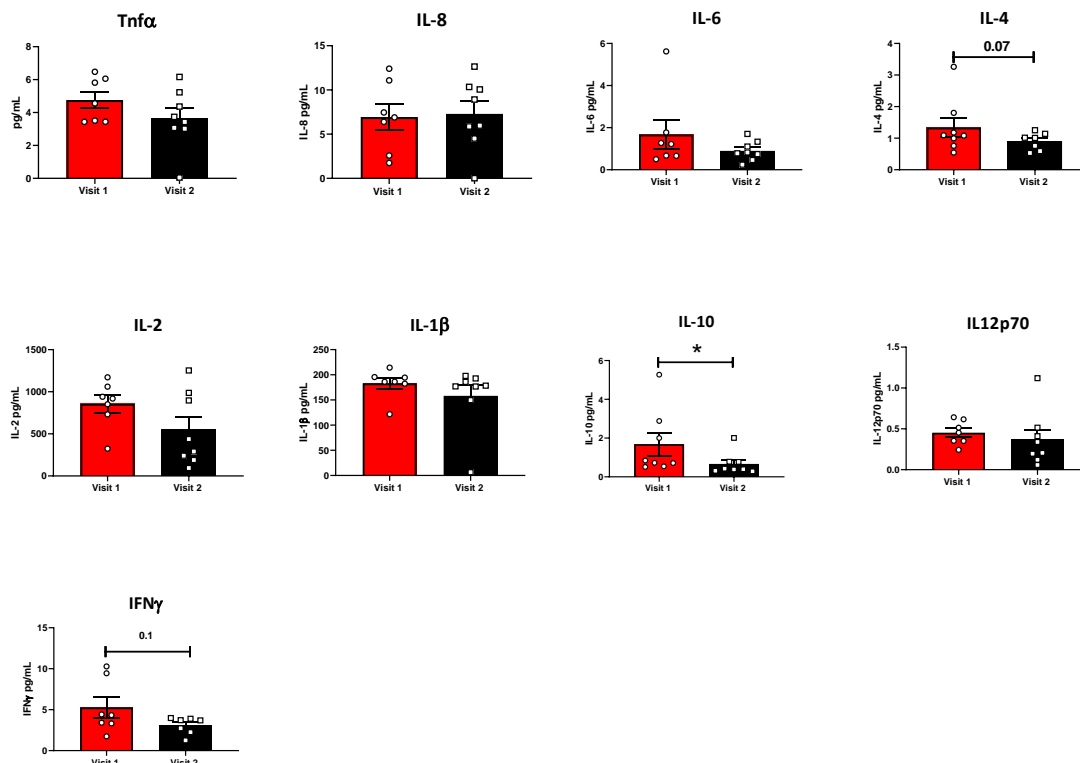 Tnfα
8
6
4
2
0
pg/mL
Visit 1 Visit 2
IL-8
15
10
5
0
IL-8 pg/mL
Visit 1 Visit 2
IL-6
6
4
2
0
IL-6 pg/mL
Visit 1 Visit 2
IL-4
0.07
4
3
2
1
0
IL-4 pg/mL
Visit 1 Visit 2
IL-2
1500
1000
500
0
IL-2 pg/mL
Visit 1 Visit 2
IL-1β
250
200
150
100
50
0
IL-1β pg/mL
Visit 1 Visit 2
IL-10
*
6
4
2
0
IL-10 pg/mL
Visit 1 Visit 2
IL12p70
1.5
1.0
0.5
0.0
IL-12p70 pg/mL
Visit 1 Visit 2
IFNγ
0.1
15
10
5
0
IFNγ pg/mL
Visit 1 Visit 2